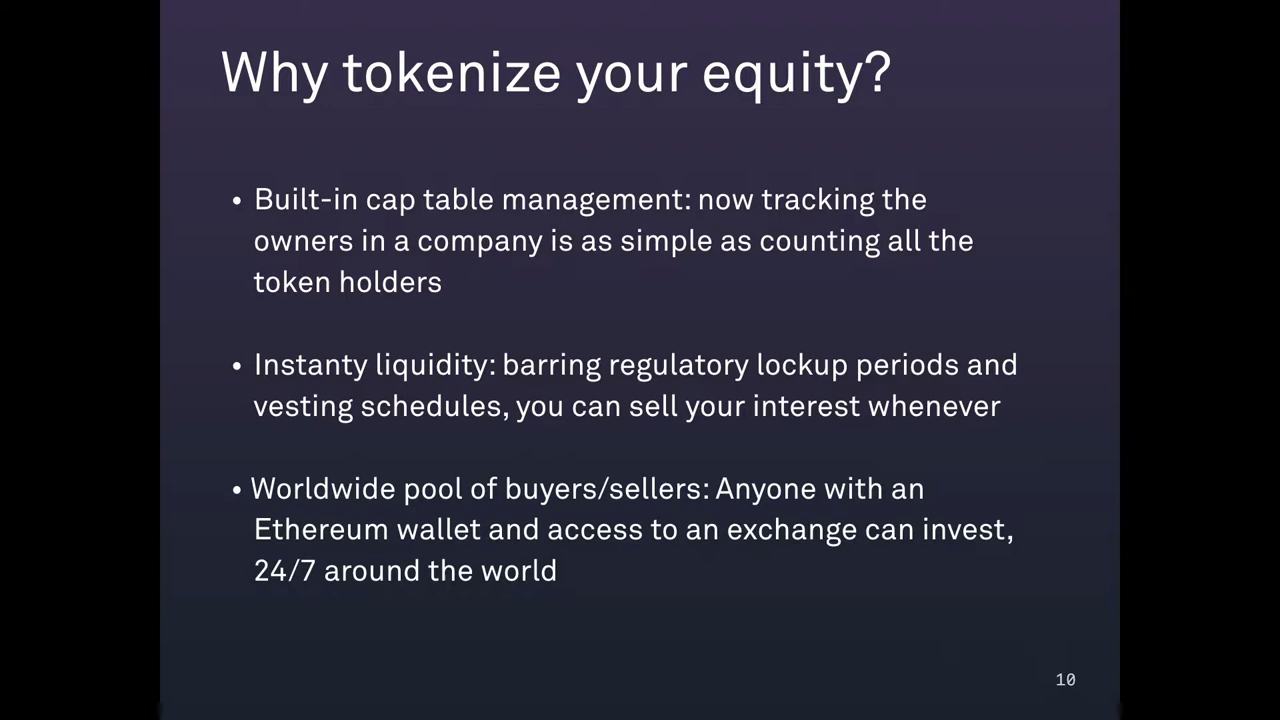 Why tokenize your equity?
• Built-in cap table management: now tracking the
owners in a company is as simple as counting all the
token holders
• Instanty liquidity: barring regulatory lockup periods and
vesting schedules, you can sell your interest whenever
• Worldwide pool of buyers/sellers: Anyone with an
Ethereum wallet and access to an exchange can invest,
24/7 around the world
10